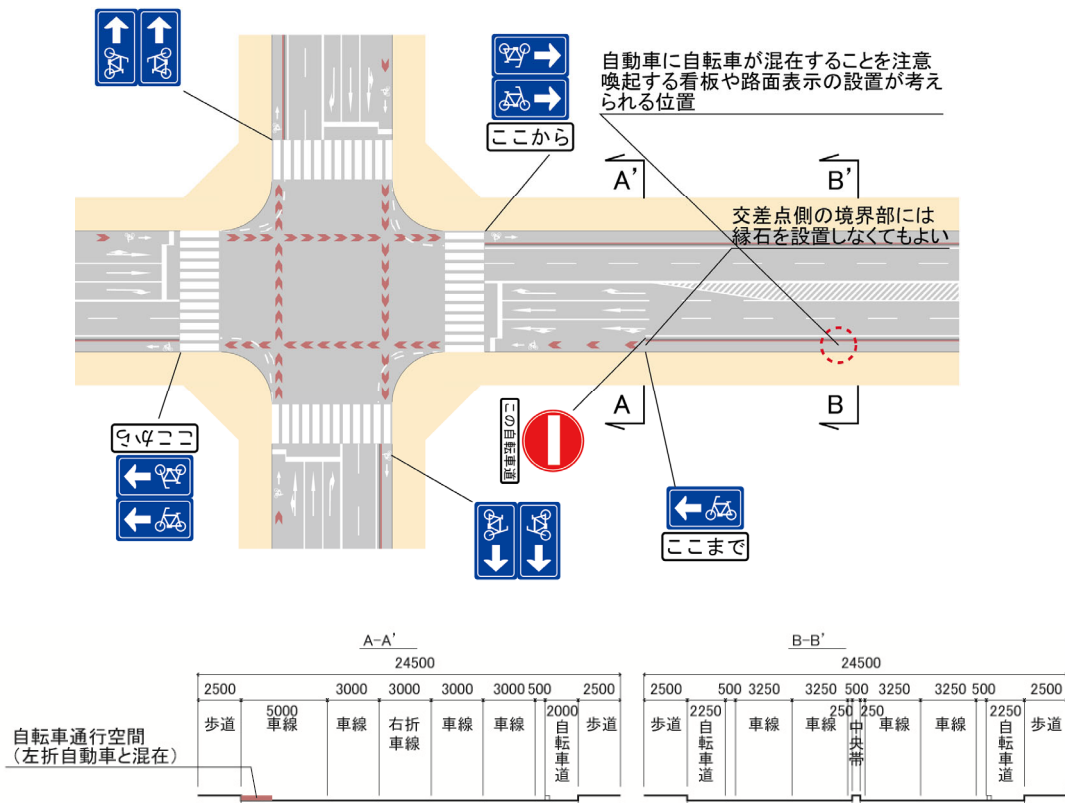 自動車に自転車が混在することを注意
喚起する看板や路面表示の設置が考え
られる位置
ここから
A'
B'
交差点側の境界部には
縁石を設置しなくてもよい
ここから
この自転車道
A
B
ここまで
A-A'
24500
2500
5000
3000
3000
3000
3000
500
2000
2500
歩道
車線
車線
右折
車線
車線
車線
自転車道
歩道
自転車通行空間
(左折自動車と混在)
B-B'
24500
2500
2250
500
3250
3250
250
500
250
3250
3250
500
2250
2500
歩道
自転車道
車線
車線
中央帯
車線
車線
自転車道
歩道